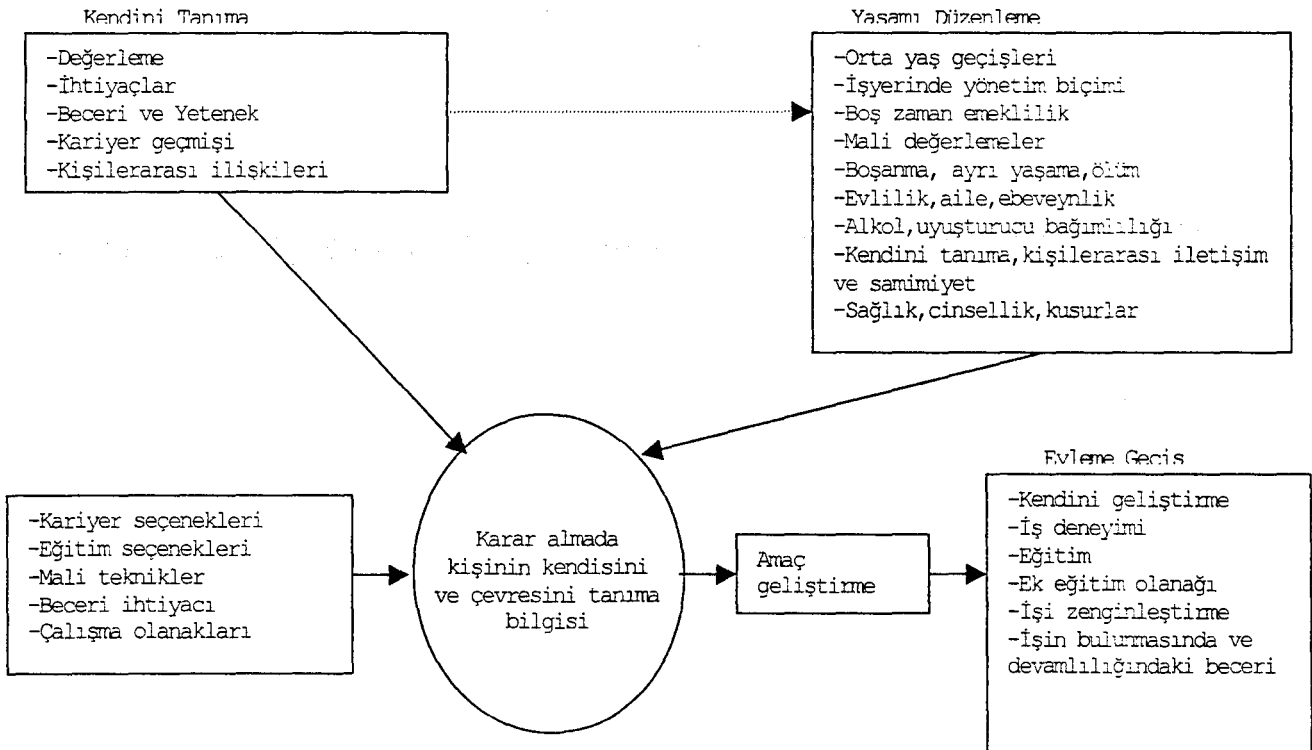 Kendini Tanıma
-Değerleme
-İhtiyaçlar
-Beceri ve Yetenek
-Kariyer geçmişi
-Kişilerarası ilişkileri
Yaşamı Düzenleme
-Orta yaş geçişleri
-İşyerinde yönetim biçimi
-Boş zaman emeklilik
-Mali değerlemeler
-Boşanma, ayrı yaşama,ölüm
-Evlilik,aile,ebeveynlik
-Alkol,uyuşturucu bağımlılığı
-Kendini tanıma,kişilerarası iletişim
ve samimiyet
-Sağlık,cinsellik,kusurlar
-Kariyer seçenekleri
-Eğitim seçenekleri
-Mali teknikler
-Beceri ihtiyacı
-Çalışma olanakları
Karar almada
kişinin kendisini
ve çevresini tanıma
bilgisi
Amaç
geliştirme
Eyleme Geçiş
-Kendini geliştirme
-İş deneyimi
-Eğitim
-Ek eğitim olanağı
-İşi zenginleştirme
-İşin bulunmasında ve
devamlılığındaki beceri